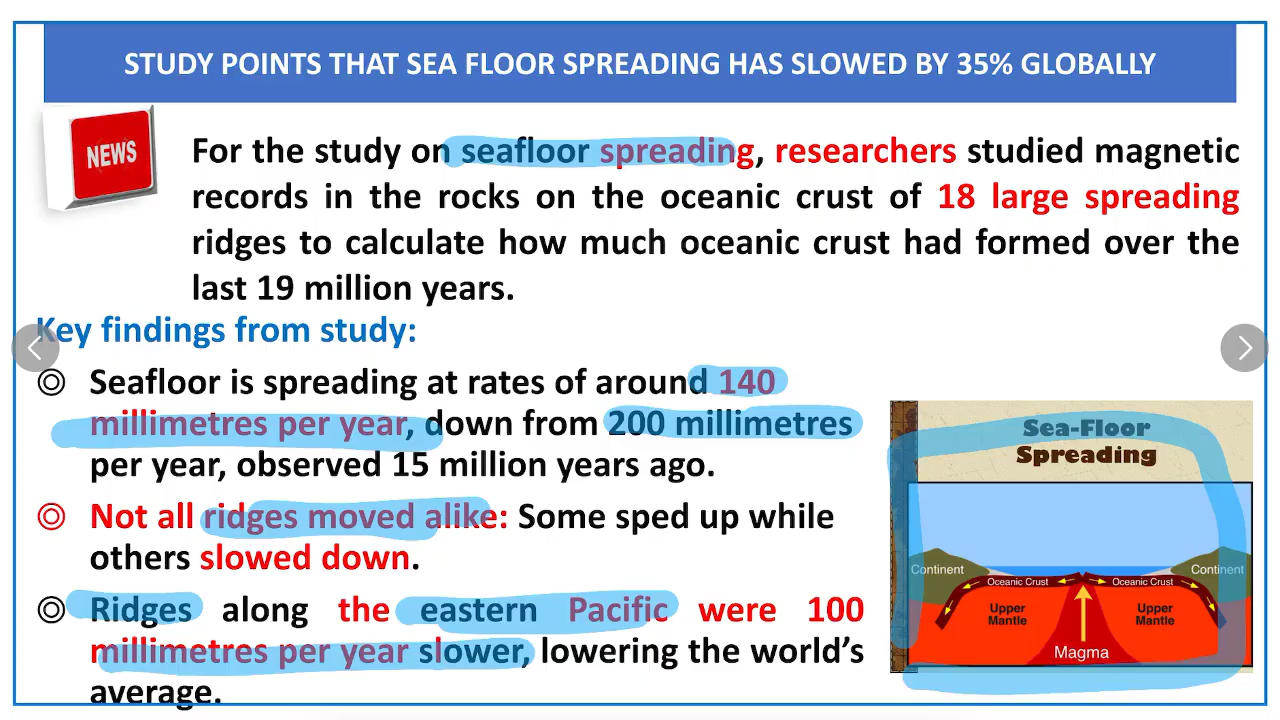 STUDY POINTS THAT SEA FLOOR SPREADING HAS SLOWED BY 35% GLOBALLY
NEWS
For the study on seafloor spreading, researchers studied magnetic
records in the rocks on the oceanic crust of 18 large spreading
ridges to calculate how much oceanic crust had formed over the
last 19 million years.
Key findings from study:
◎ Seafloor is spreading at rates of around 140
millimetres per year, down from 200 millimetres
per year, observed 15 million years ago.
◎ Not all ridges moved alike: Some sped up while
others slowed down.
◎ Ridges along the eastern Pacific were 100
millimetres per year slower, lowering the world's
average.
Sea-Floor
Spreading
Continent
Continent
Oceanic Crust
Oceanic Crust
Upper
Mantle
Upper
Mantle
Magma